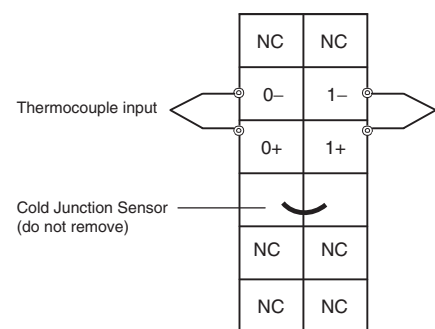 NC NC
Thermocouple input 0– 1–
0+ 1+
Cold Junction Sensor
(do not remove)
NC NC
NC NC